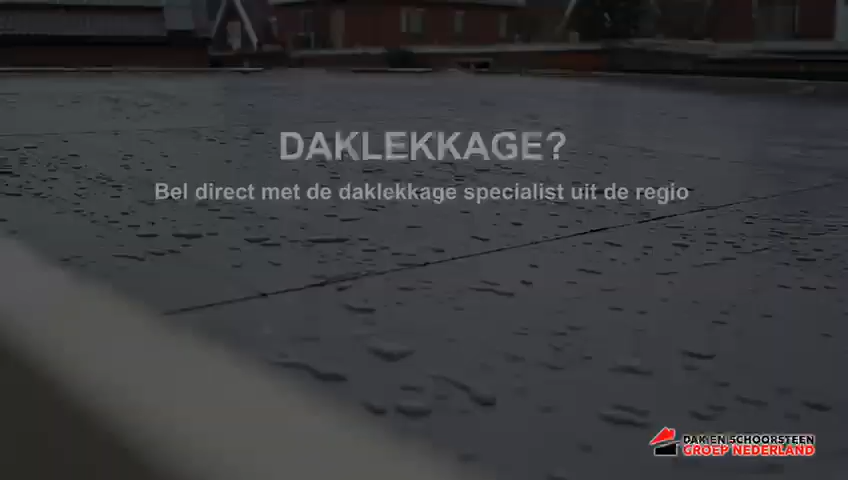 DAKLEKKAGE?
Bel direct met de daklekkage specialist uit de regio
DAK EN SCHOORSTEEN
GROEP NEDERLAND